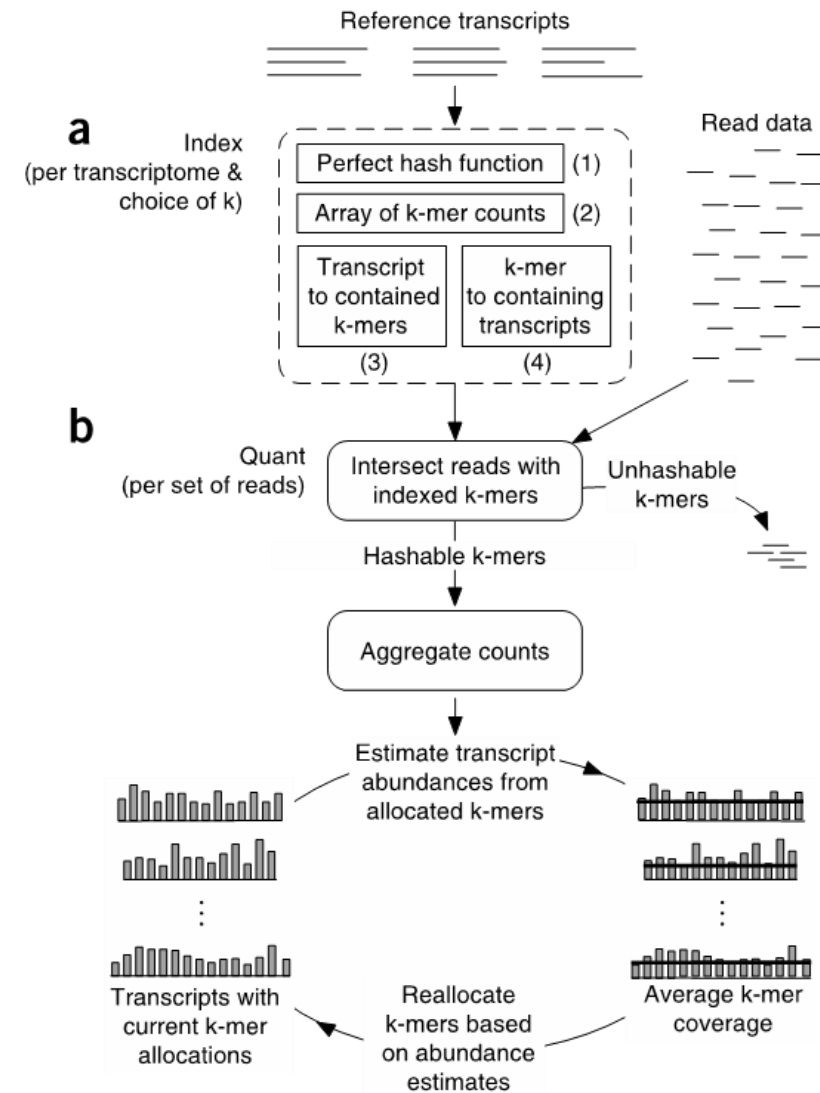 Reference transcripts
a
Index
(per transcriptome &
choice of k)
Read data
Perfect hash function
(1)
Array of k-mer counts
(2)
Transcript
to contained
k-mers
k-mer
to containing
transcripts
(3)
(4)
b
Quant
(per set of reads)
Intersect reads with
indexed k-mers
Unhashable
k-mers
Hashable k-mers
Aggregate counts
Estimate transcript
abundances from
allocated k-mers
Transcripts with
current k-mer
allocations
Reallocate
k-mers based
on abundance
estimates
Average k-mer
coverage